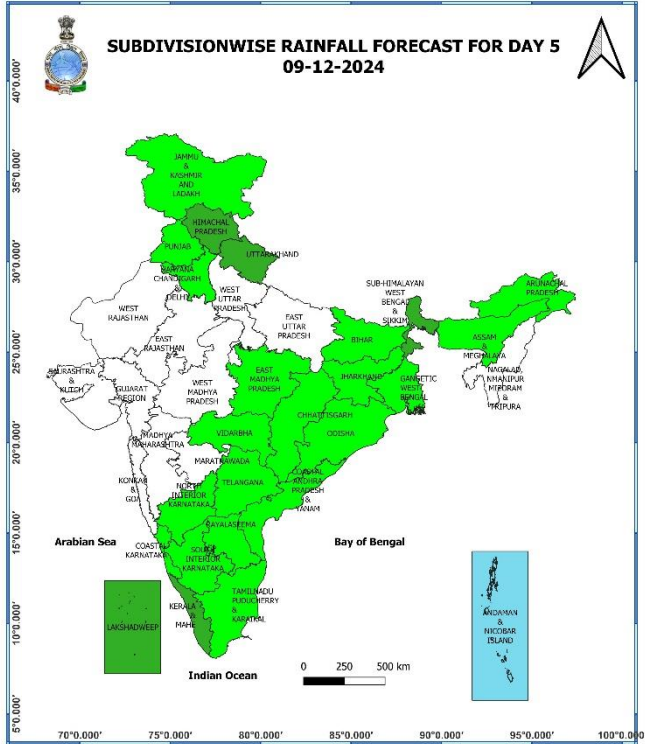 SUBDIVISIONWISE RAINFALL FORECAST FOR DAY 5
09-12-2024
40°0.000'
35°0.000'
30°0.000'
25°0.000'
20°0.000'
15°0.000'
10°0.000'
5°0.000'
JAMMU
&
KASHMIR
AND
LADAKH
HIMACHAL
PRADESH
PUNJAB
UTTARAKHAND
HARYANA
CHANDIGARH
&
DELHI
WEST
UTTAR
PRADESH
WEST
RAJASTHAN
EAST
RAJASTHAN
EAST
UTTAR
PRADESH
SUB-HIMALAYAN
WEST
BENGAL
&
SIKKIM
ARUNACHAL
PRADESH
ASSAM
&
MEGHALAYA
NAGALAD,
MNANIPUR
MIZORAM
&
TRIPURA
BIHAR
JHARKHAND
GANGETIC
WEST
BENGAL
SAURASHTRA
&
KUTCH
GUJARAT
REGION
WEST
MADHYA
PRADESH
EAST
MADHYA
PRADESH
CHHATTISGARH
ODISHA
MADHYA
MAHARASHTRA
VIDARBHA
MARATHAWADA
KONKAN
&
GOA
NORTH
INTERIOR
KARNATAKA
TELANGANA
COASTAL
ANDHRA
PRADESH
&
YANAM
RAYALASEEMA
COASTAL
KARNATAKA
SOUTH
INTERIOR
KARNATAKA
TAMILNADU
PUDUCHERRY
&
KARAIKAL
KERALA
&
MAHE
LAKSHADWEEP
ANDAMAN
&
NICOBAR
ISLAND
Arabian Sea
Bay of Bengal
Indian Ocean
0 250 500 km
70°0.000' 75°0.000' 80°0.000' 85°0.000' 90°0.000' 95°0.000' 100°0.000'